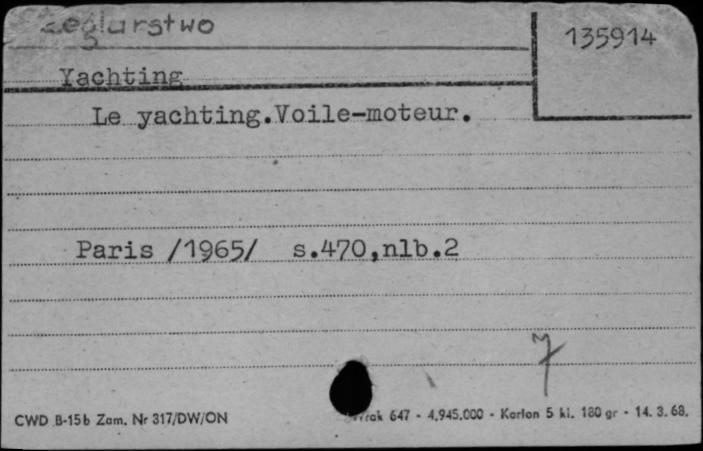 Żeglarstwo
135914
Yachting
Le yachting.Voile-moteur.
Paris /1965/ s.470,nlb.2
7
CWD B-15b Zam. Nr 317/DW/ON
647 - 4.945.000 - Karton 5 kl. 180 gr - 14. 3. 68.